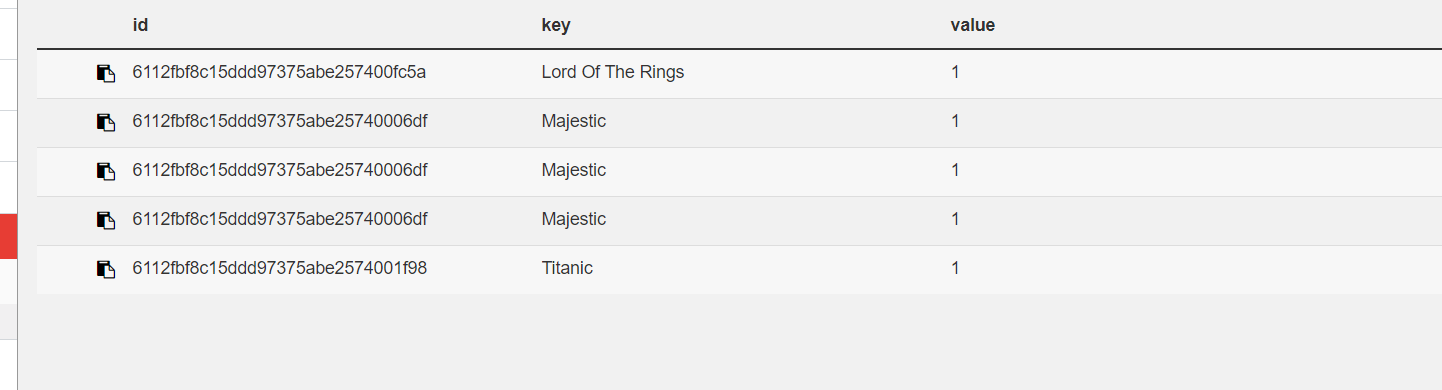 id key value
6112fbf8c15ddd97375abe257400fc5a Lord Of The Rings 1
6112fbf8c15ddd97375abe25740006df Majestic 1
6112fbf8c15ddd97375abe25740006df Majestic 1
6112fbf8c15ddd97375abe25740006df Majestic 1
6112fbf8c15ddd97375abe2574001f98 Titanic 1